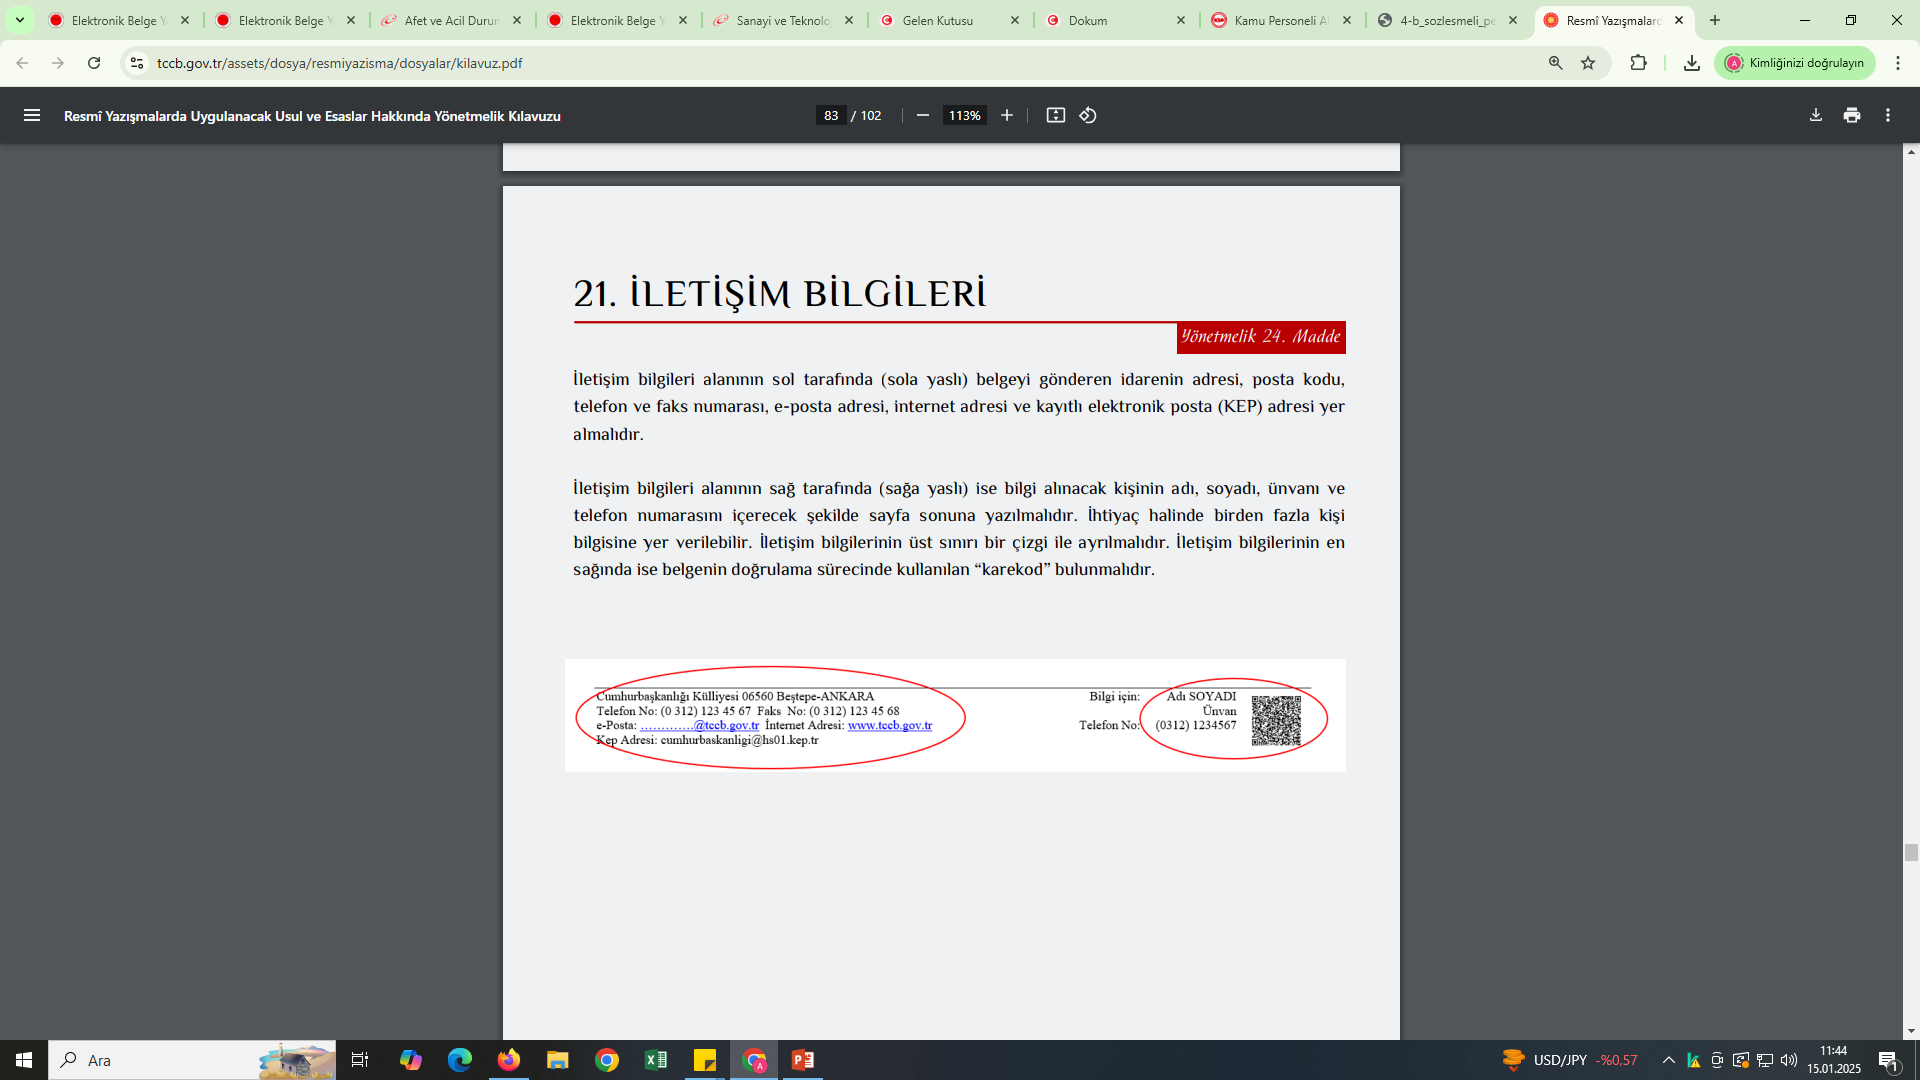 Elektronik Belge Y
Elektronik Belge Y
Afet ve Acil Durum
Elektronik Belge Y
Sanayi ve Teknolo
Gelen Kutusu
Dokum
Kamu Personeli Al
4-b_sozlesmeli_pe
Resmî Yazışmalard
tccb.gov.tr/assets/dosya/resmiyazisma/dosyalar/kilavuz.pdf
Kimliğinizi doğrulayın
Resmî Yazışmalarda Uygulanacak Usul ve Esaslar Hakkında Yönetmelik Kılavuzu
83 / 102
113%
21. İLETİŞİM BİLGİLERİ
Yönetmelik 24. Madde
İletişim bilgileri alanının sol tarafında (sola yaslı) belgeyi gönderen idarenin adresi, posta kodu,
telefon ve faks numarası, e-posta adresi, internet adresi ve kayıtlı elektronik posta (KEP) adresi yer
almalıdır.
İletişim bilgileri alanının sağ tarafında (sağa yaslı) ise bilgi alınacak kişinin adı, soyadı, ünvanı ve
telefon numarasını içerecek şekilde sayfa sonuna yazılmalıdır. İhtiyaç halinde birden fazla kişi
bilgisine yer verilebilir. İletişim bilgilerinin üst sınırı bir çizgi ile ayrılmalıdır. İletişim bilgilerinin en
sağında ise belgenin doğrulama sürecinde kullanılan “karekod” bulunmalıdır.
Cumhurbaşkanlığı Külliyesi 06560 Beştepe-ANKARA
Telefon No: (0 312) 123 45 67 Faks No: (0 312) 123 45 68
e-Posta: ………….@tccb.gov.tr İnternet Adresi: www.tccb.gov.tr
Kep Adresi: cumhurbaskanligi@hs01.kep.tr
Bilgi için: Adı SOYADI
Ünvan
Telefon No: (0312) 1234567
Ara
USD/JPY -%0,57
11:44
15.01.2025
1